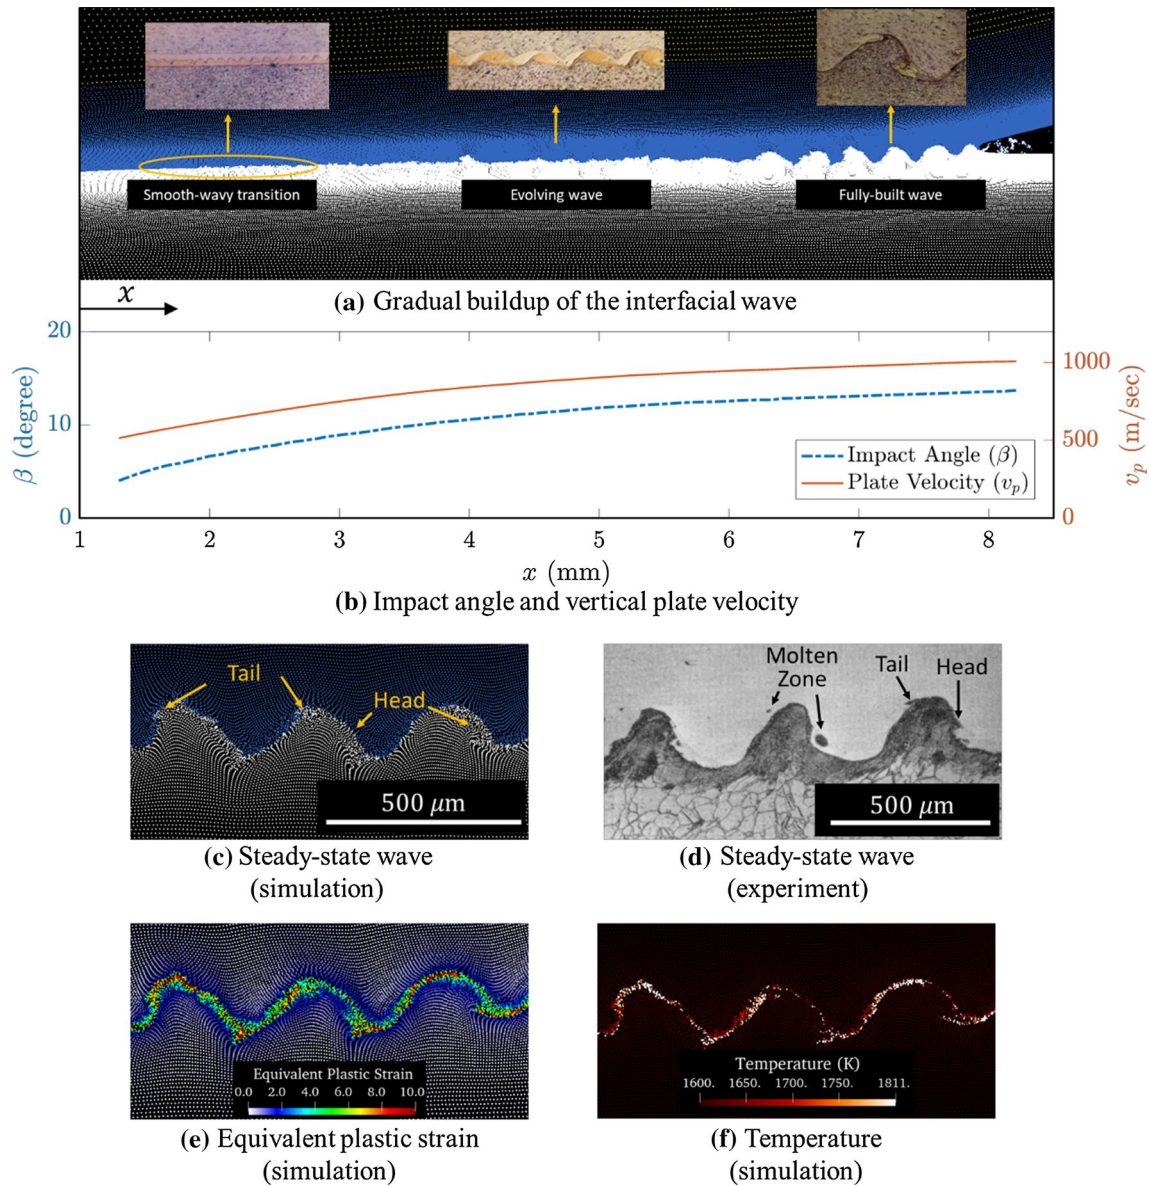 Smooth-wavy transition
Evolving wave
Fully-built wave
x
(a) Gradual buildup of the interfacial wave
20
10
0
β (degree)
1000
500
0
v_p (m/sec)
Impact Angle (β)
Plate Velocity (v_p)
1 2 3 4 5 6 7 8
x (mm)
(b) Impact angle and vertical plate velocity
Tail
Head
500 μm
(c) Steady-state wave
(simulation)
Molten
Zone
Tail
Head
500 μm
(d) Steady-state wave
(experiment)
Equivalent Plastic Strain
0.0 2.0 4.0 6.0 8.0 10.0
(e) Equivalent plastic strain
(simulation)
Temperature (K)
1600. 1650. 1700. 1750. 1811.
(f) Temperature
(simulation)